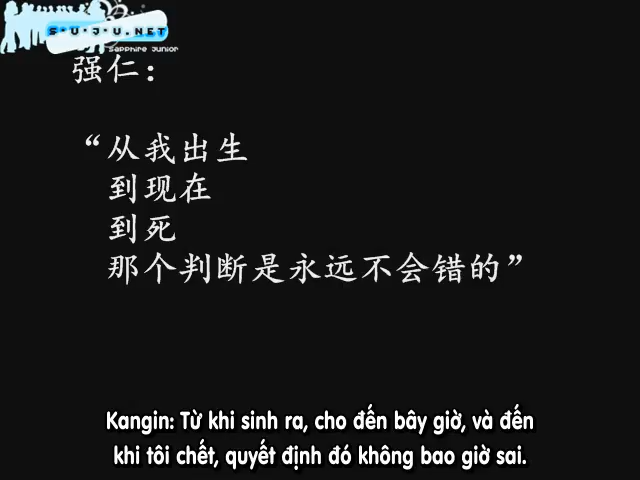 S·U·J·U.NET
SAPPHIRE JUNIOR
强仁：
“从我出生
到现在
到死
那个判断是永远不会错的”
Kangin: Từ khi sinh ra, cho đến bây giờ, và đến
khi tôi chết, quyết định đó không bao giờ sai.